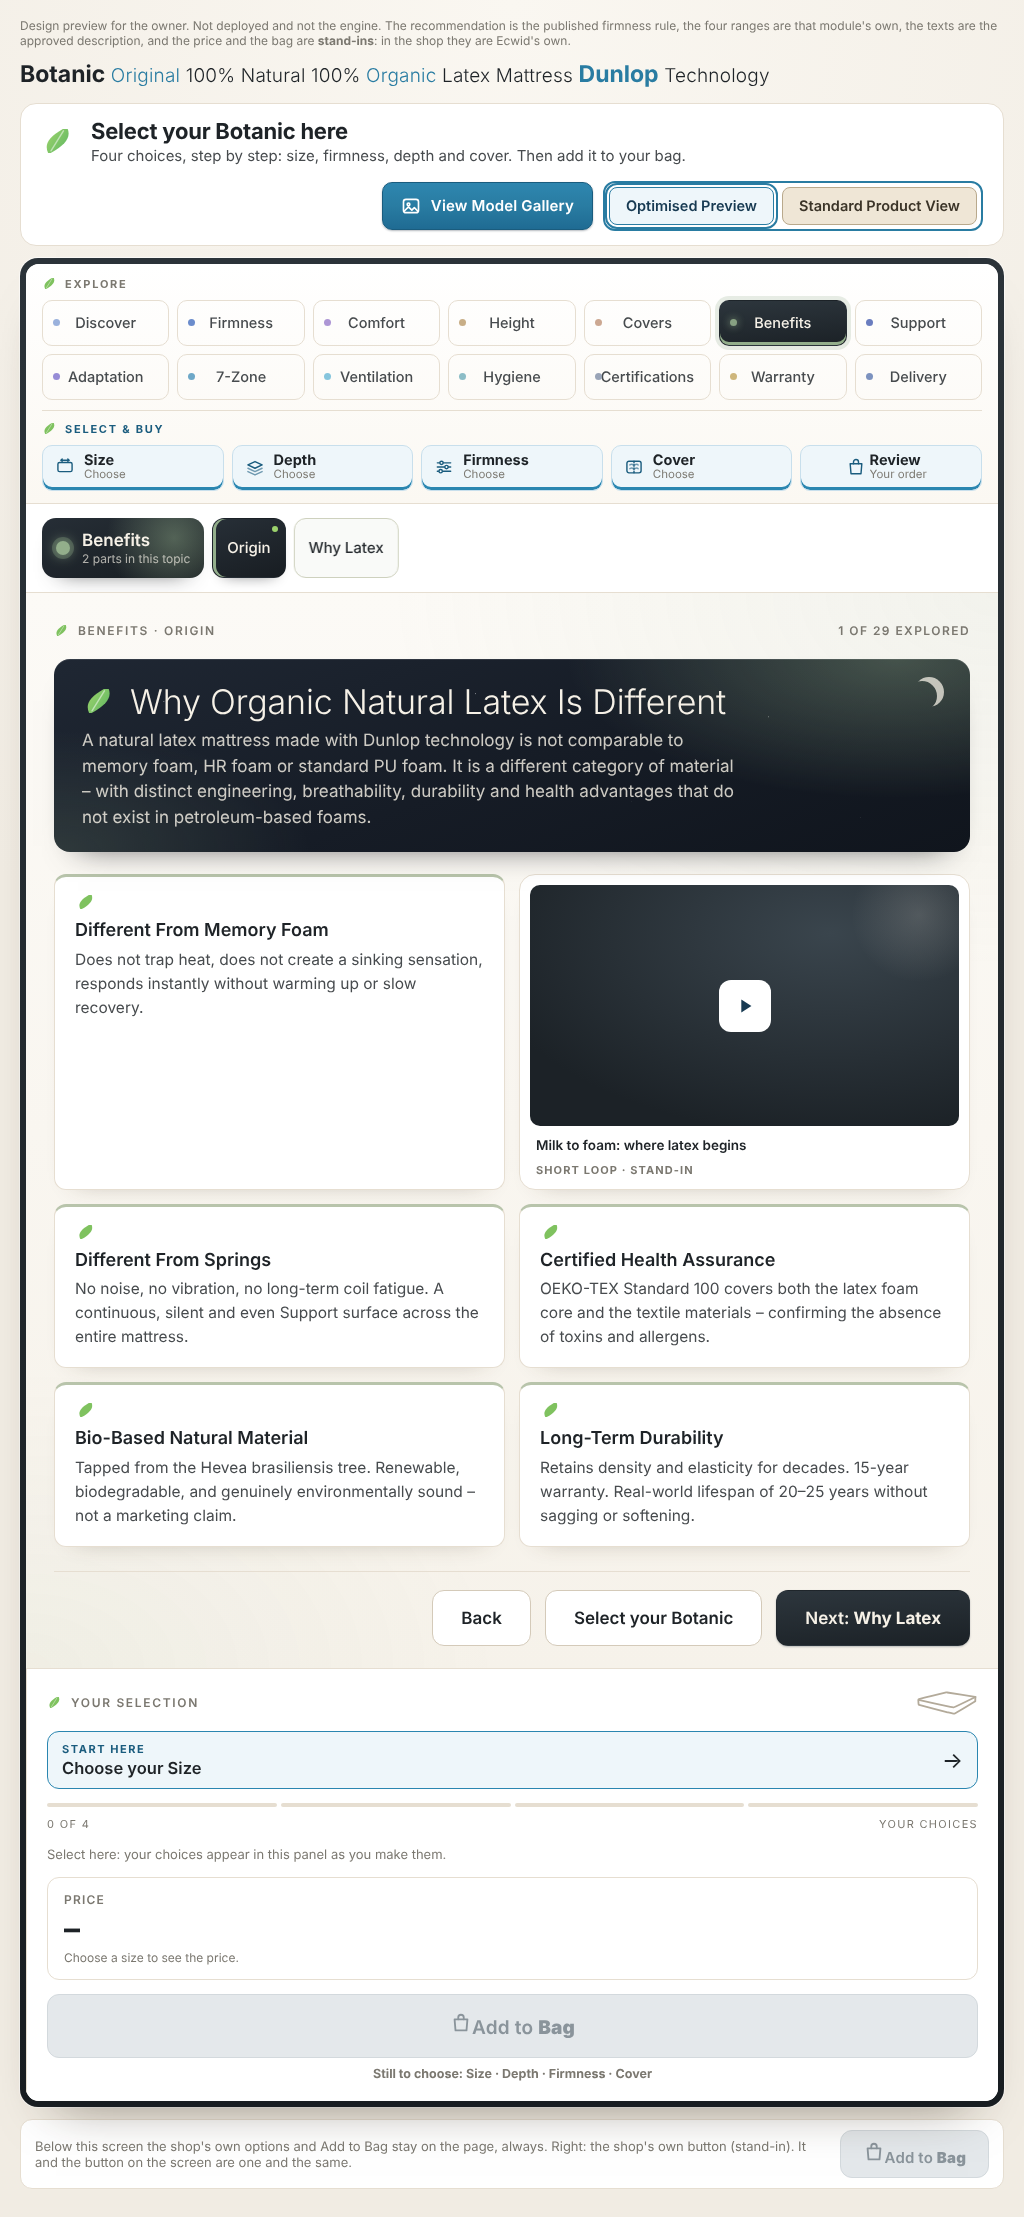 Design preview for the owner. Not deployed and not the engine. The recommendation is the published firmness rule, the four ranges are that module's own, the texts are the
approved description, and the price and the bag are stand-ins: in the shop they are Ecwid's own.
Botanic Original 100% Natural 100% Organic Latex Mattress Dunlop Technology
Select your Botanic here
Four choices, step by step: size, firmness, depth and cover. Then add it to your bag.
View Model Gallery
Optimised Preview
Standard Product View
EXPLORE
Discover
Firmness
Comfort
Height
Covers
Benefits
Support
Adaptation
7-Zone
Ventilation
Hygiene
Certifications
Warranty
Delivery
SELECT & BUY
Size
Choose
Depth
Choose
Firmness
Choose
Cover
Choose
Review
Your order
Benefits
2 parts in this topic
Origin
Why Latex
BENEFITS · ORIGIN
1 OF 29 EXPLORED
Why Organic Natural Latex Is Different
A natural latex mattress made with Dunlop technology is not comparable to
memory foam, HR foam or standard PU foam. It is a different category of material
– with distinct engineering, breathability, durability and health advantages that do
not exist in petroleum-based foams.
Different From Memory Foam
Does not trap heat, does not create a sinking sensation,
responds instantly without warming up or slow
recovery.
Milk to foam: where latex begins
SHORT LOOP · STAND-IN
Different From Springs
No noise, no vibration, no long-term coil fatigue. A
continuous, silent and even Support surface across the
entire mattress.
Certified Health Assurance
OEKO-TEX Standard 100 covers both the latex foam
core and the textile materials – confirming the absence
of toxins and allergens.
Bio-Based Natural Material
Tapped from the Hevea brasiliensis tree. Renewable,
biodegradable, and genuinely environmentally sound –
not a marketing claim.
Long-Term Durability
Retains density and elasticity for decades. 15-year
warranty. Real-world lifespan of 20–25 years without
sagging or softening.
Back
Select your Botanic
Next: Why Latex
YOUR SELECTION
START HERE
Choose your Size
0 OF 4
YOUR CHOICES
Select here: your choices appear in this panel as you make them.
PRICE
–
Choose a size to see the price.
Add to Bag
Still to choose: Size · Depth · Firmness · Cover
Below this screen the shop's own options and Add to Bag stay on the page, always. Right: the shop's own button (stand-in). It
and the button on the screen are one and the same.
Add to Bag